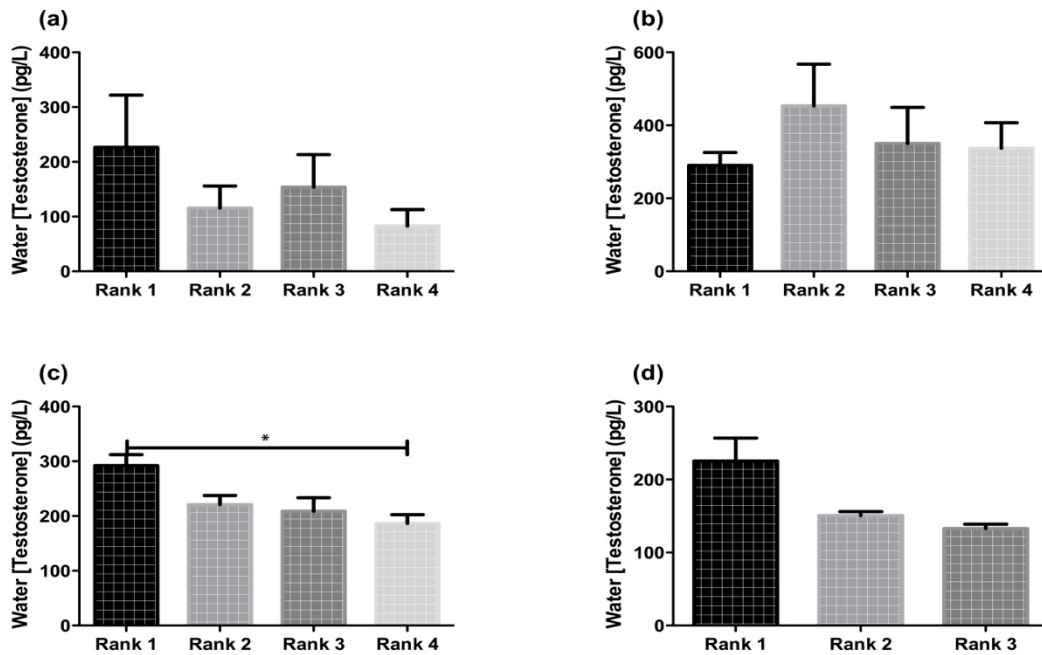 (a)
Water [Testosterone] (pg/L)
400
300
200
100
0
Rank 1 Rank 2 Rank 3 Rank 4
(b)
Water [Testosterone] (pg/L)
600
400
200
0
Rank 1 Rank 2 Rank 3 Rank 4
(c)
Water [Testosterone] (pg/L)
400
300
200
100
0
*
Rank 1 Rank 2 Rank 3 Rank 4
(d)
Water [Testosterone] (pg/L)
300
200
100
0
Rank 1 Rank 2 Rank 3